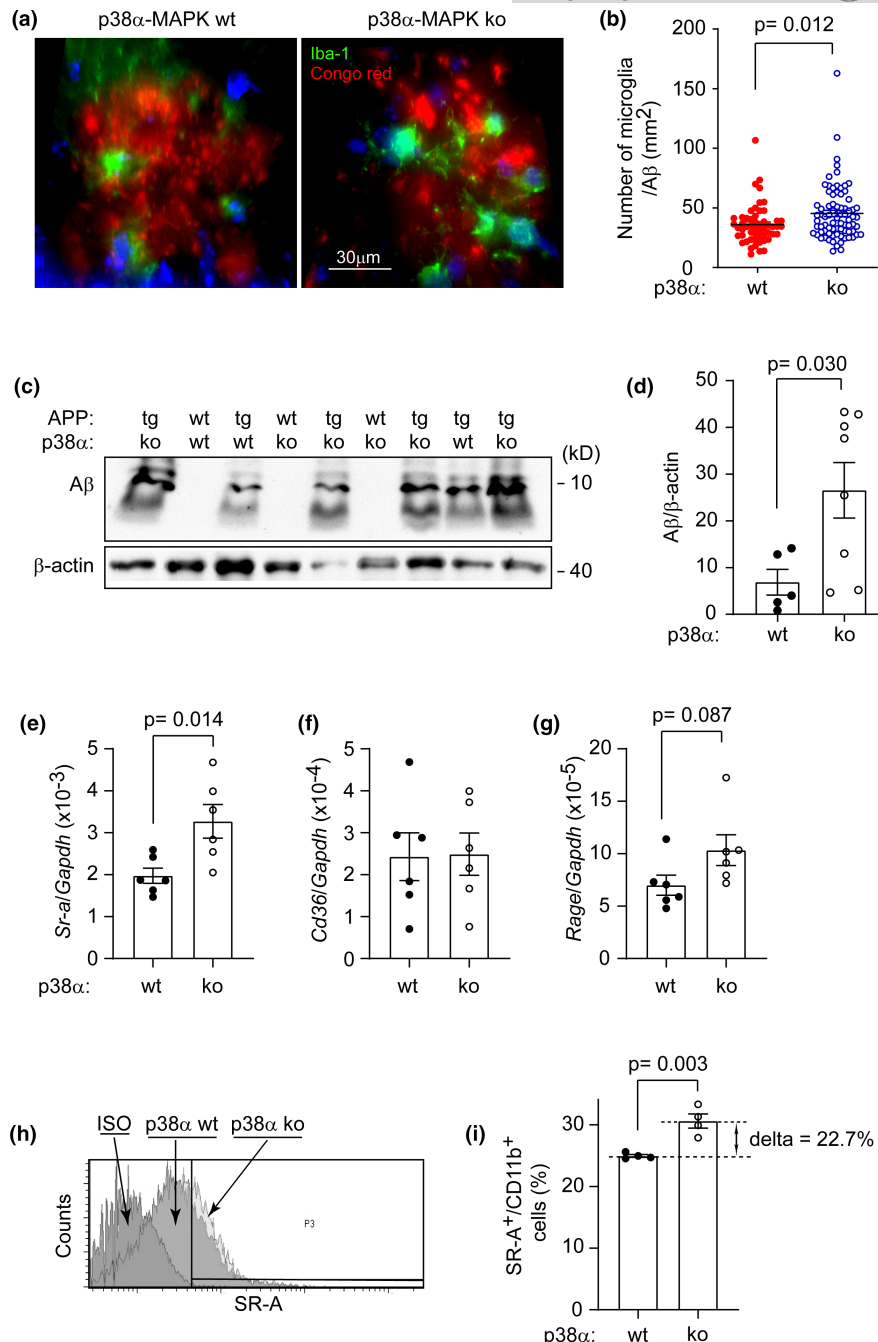 (a)
p38α-MAPK wt
p38α-MAPK ko
Iba-1
Congo red
30μm
(b)
p= 0.012
Number of microglia
/Aβ (mm²)
200
150
100
50
0
p38α:
wt
ko
(c)
APP: tg wt tg wt tg wt tg tg tg
p38α: ko wt wt ko ko ko ko wt ko
(kD)
Aβ
- 10
β-actin
- 40
(d)
p= 0.030
Aβ/β-actin
50
40
30
20
10
0
p38α:
wt
ko
(e)
p= 0.014
Sr-a/Gapdh (x10⁻³)
5
4
3
2
1
0
p38α:
wt
ko
(f)
Cd36/Gapdh (x10⁻⁴)
5
4
3
2
1
0
wt
ko
(g)
p= 0.087
Rage/Gapdh (x10⁻⁵)
20
15
10
5
0
wt
ko
(h)
ISO
p38α wt
p38α ko
P3
Counts
SR-A
(i)
p= 0.003
SR-A⁺/CD11b⁺
cells (%)
30
20
10
0
delta = 22.7%
p38α:
wt
ko